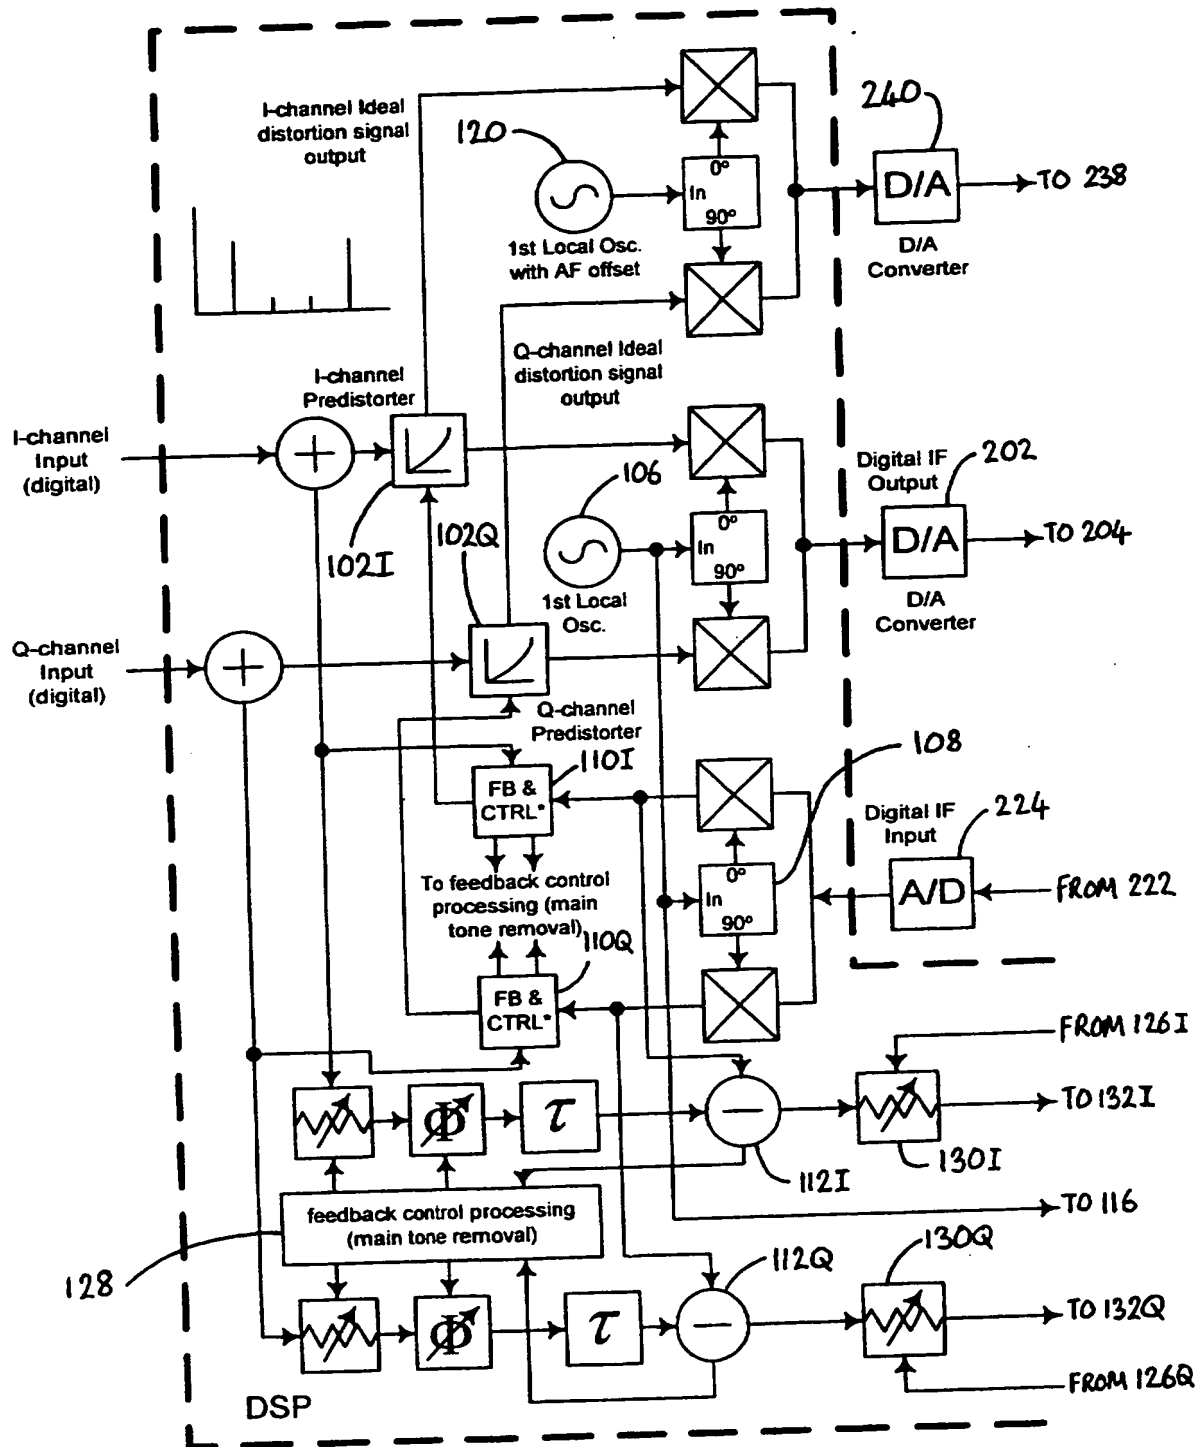 I-channel Ideal
distortion signal
output
120
In
0°
90°
1st Local Osc.
with AF offset
240
D/A
TO 238
D/A
Converter
Q-channel Ideal
distortion signal
output
I-channel
Predistorter
I-channel
Input
(digital)
102I
102Q
106
In
0°
90°
1st Local
Osc.
Digital IF
Output
202
D/A
TO 204
D/A
Converter
Q-channel
Input
(digital)
Q-channel
Predistorter
110I
FB &
CTRL*
108
In
0°
90°
Digital IF
Input
224
A/D
FROM 222
To feedback control
processing (main
tone removal)
110Q
FB &
CTRL*
FROM 126I
Φ
τ
TO 132I
112I
130I
feedback control processing
(main tone removal)
TO 116
128
112Q
130Q
Φ
τ
TO 132Q
FROM 126Q
DSP